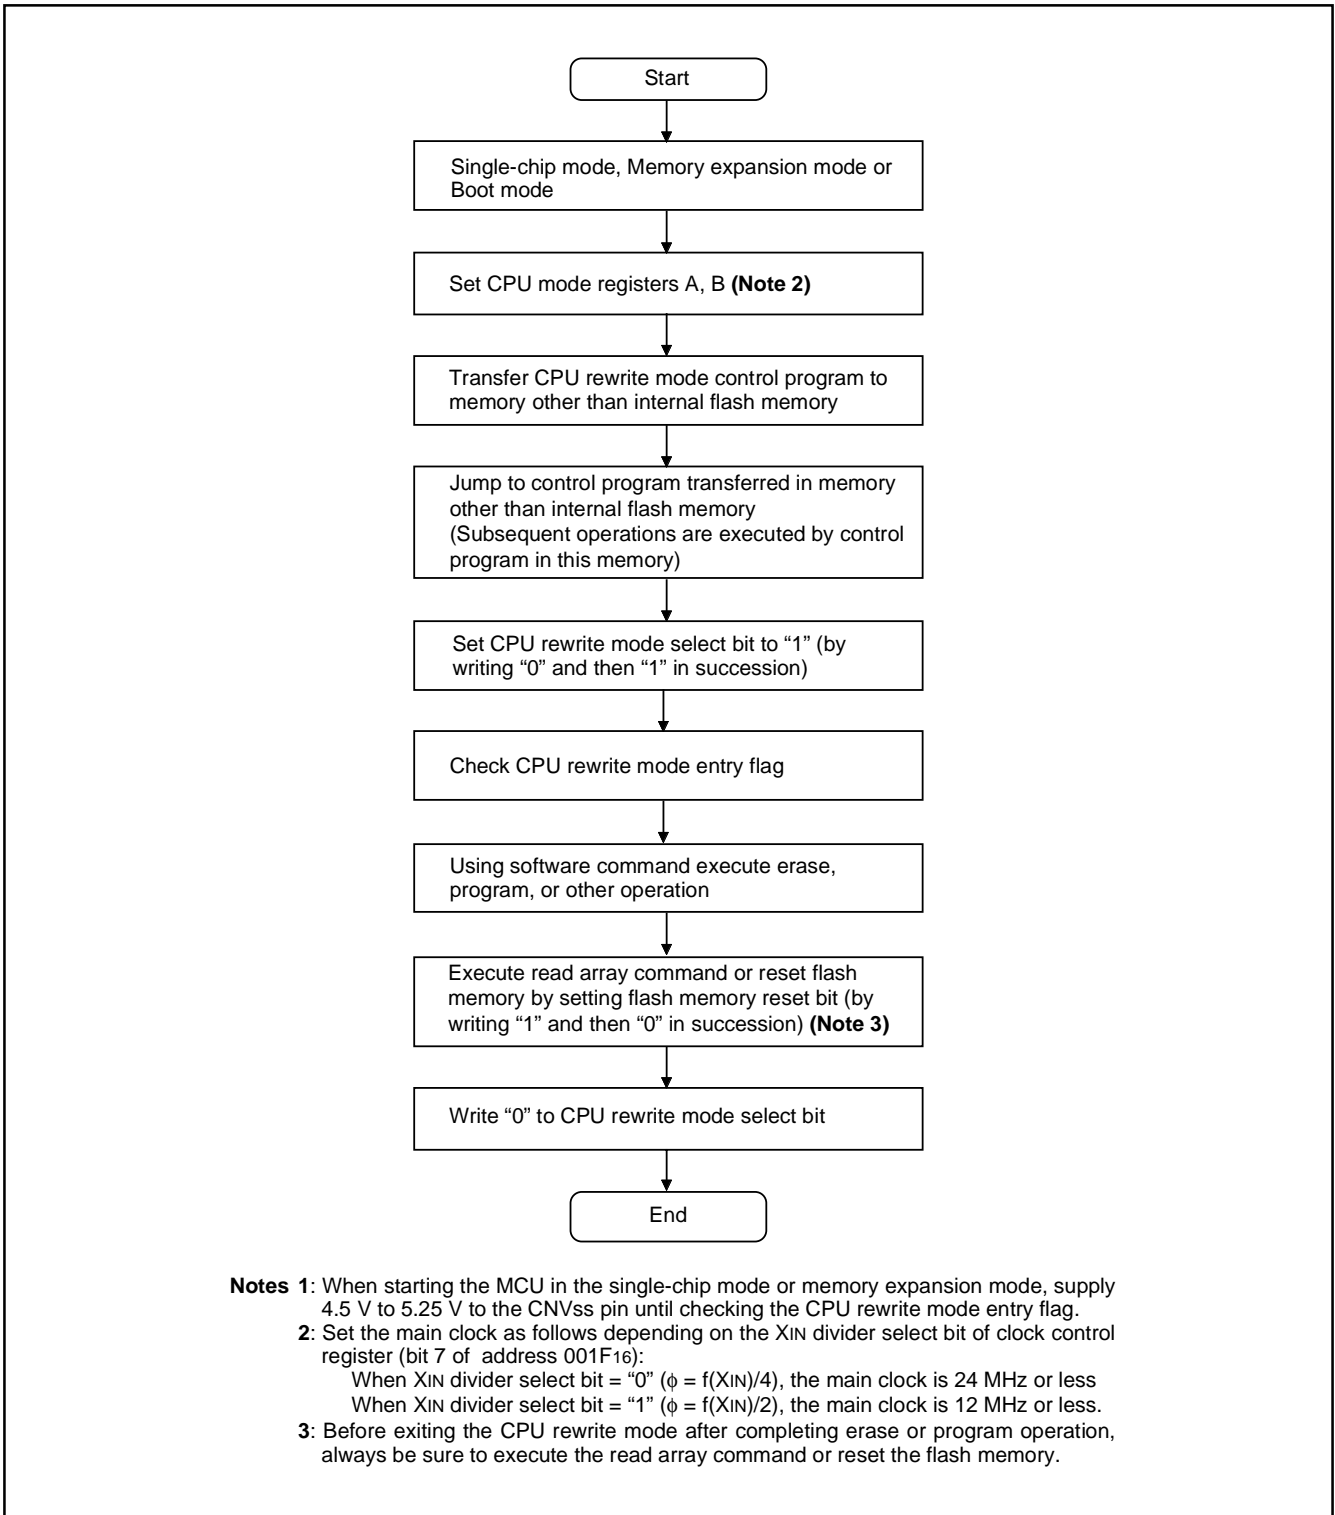 Start
Single-chip mode, Memory expansion mode or
Boot mode
Set CPU mode registers A, B (Note 2)
Transfer CPU rewrite mode control program to
memory other than internal flash memory
Jump to control program transferred in memory
other than internal flash memory
(Subsequent operations are executed by control
program in this memory)
Set CPU rewrite mode select bit to “1” (by
writing “0” and then “1” in succession)
Check CPU rewrite mode entry flag
Using software command execute erase,
program, or other operation
Execute read array command or reset flash
memory by setting flash memory reset bit (by
writing “1” and then “0” in succession) (Note 3)
Write “0” to CPU rewrite mode select bit
End
Notes 1: When starting the MCU in the single-chip mode or memory expansion mode, supply
4.5 V to 5.25 V to the CNVss pin until checking the CPU rewrite mode entry flag.
2: Set the main clock as follows depending on the XIN divider select bit of clock control
register (bit 7 of address 001F16):
When XIN divider select bit = “0” (ϕ = f(XIN)/4), the main clock is 24 MHz or less
When XIN divider select bit = “1” (ϕ = f(XIN)/2), the main clock is 12 MHz or less.
3: Before exiting the CPU rewrite mode after completing erase or program operation,
always be sure to execute the read array command or reset the flash memory.